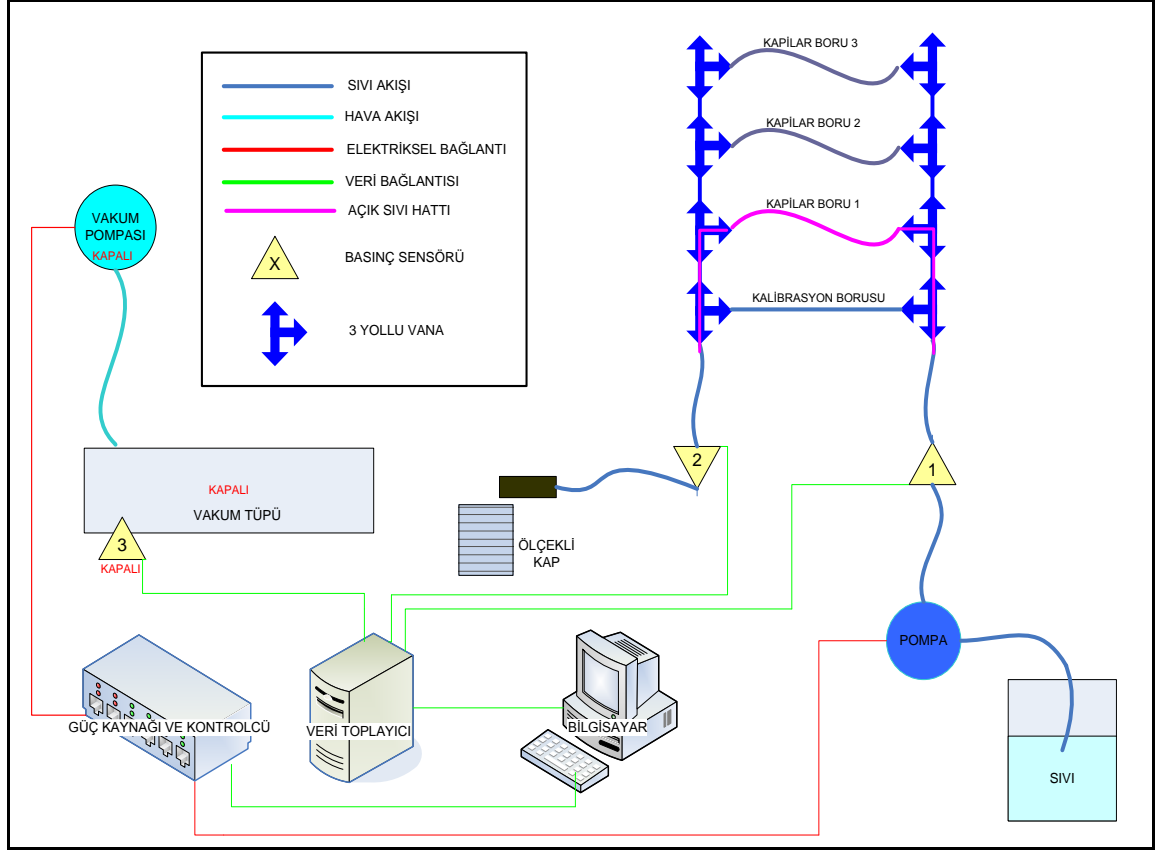 KAPİLAR BORU 3
SIVI AKIŞI
HAVA AKIŞI
KAPİLAR BORU 2
ELEKTRİKSEL BAĞLANTI
VERİ BAĞLANTISI
KAPİLAR BORU 1
AÇIK SIVI HATTI
VAKUM
POMPASI
KAPALI
X
BASINÇ SENSÖRÜ
KALİBRASYON BORUSU
3 YOLLU VANA
2
1
KAPALI
VAKUM TÜPÜ
3
KAPALI
ÖLÇEKLİ
KAP
POMPA
GÜÇ KAYNAĞI VE KONTROLCÜ
VERİ TOPLAYICI
BİLGİSAYAR
SIVI